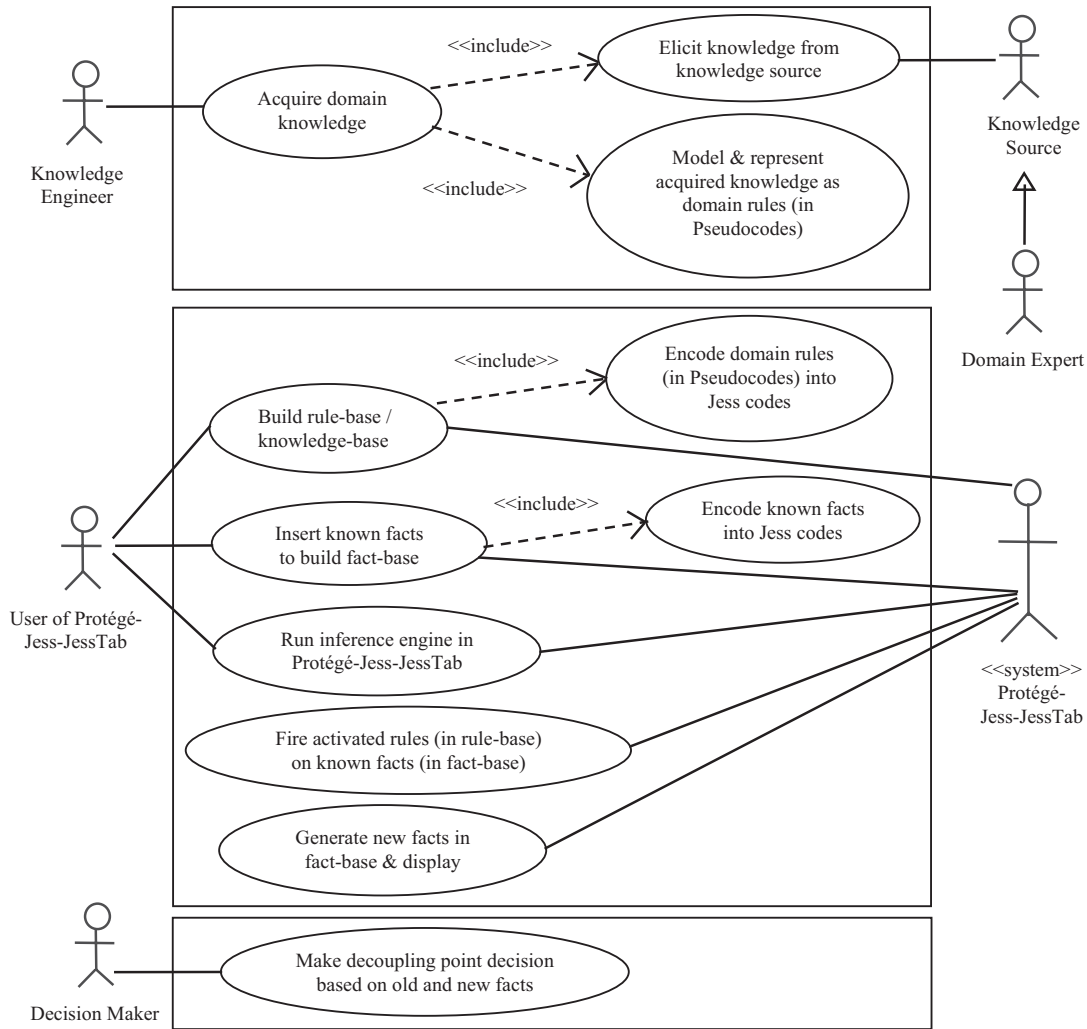 <<include>>
Elicit knowledge from
knowledge source
Acquire domain
knowledge
Knowledge
Source
Knowledge
Engineer
<<include>>
Model & represent
acquired knowledge as
domain rules (in
Pseudocodes)
Domain Expert
<<include>>
Encode domain rules
(in Pseudocodes) into
Jess codes
Build rule-base /
knowledge-base
<<include>>
Encode known facts
into Jess codes
Insert known facts
to build fact-base
User of Protégé-
Jess-JessTab
Run inference engine in
Protégé-Jess-JessTab
<<system>>
Protégé-
Jess-JessTab
Fire activated rules (in rule-base)
on known facts (in fact-base)
Generate new facts in
fact-base & display
Make decoupling point decision
based on old and new facts
Decision Maker